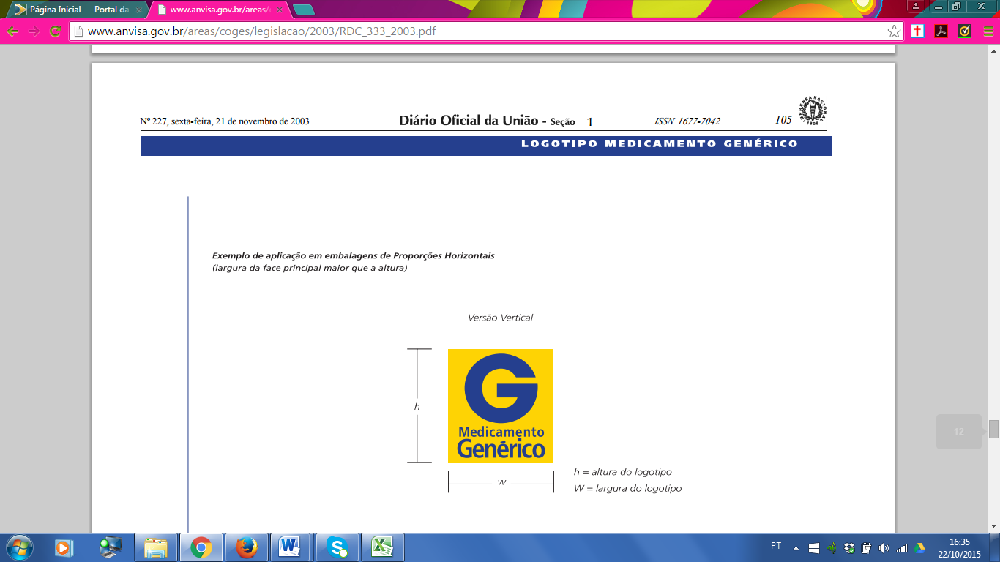 Página Inicial — Portal da
www.anvisa.gov.br/areas/
www.anvisa.gov.br/areas/coges/legislacao/2003/RDC_333_2003.pdf
Nº 227, sexta-feira, 21 de novembro de 2003
Diário Oficial da União - Seção 1
ISSN 1677-7042
105
IMPRENSA NACIONAL
1808
LOGOTIPO MEDICAMENTO GENÉRICO
Exemplo de aplicação em embalagens de Proporções Horizontais
(largura da face principal maior que a altura)
Versão Vertical
h
G
Medicamento
Genérico
w
h = altura do logotipo
W = largura do logotipo
12
PT
16:35
22/10/2015